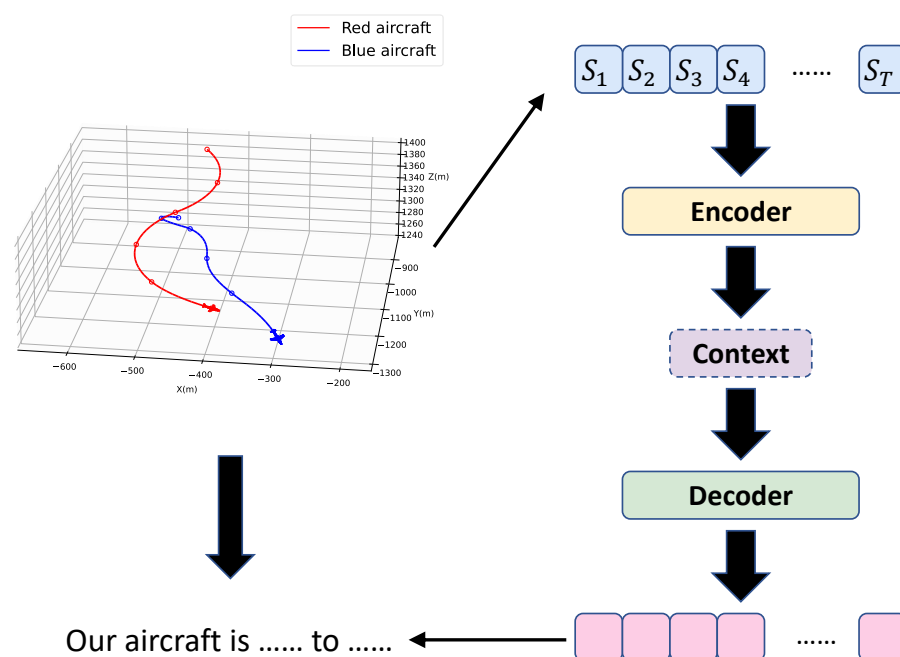 Red aircraft
Blue aircraft
1400
1380
1360
Z(m)
1340
1320
1300
1280
1260
1240
−900
−1000
Y(m)
−1100
−1200
−1300
−600
−500
−400
−300
−200
X(m)
S₁ S₂ S₃ S₄ ...... S_T
Encoder
Context
Decoder
......
Our aircraft is ...... to ......